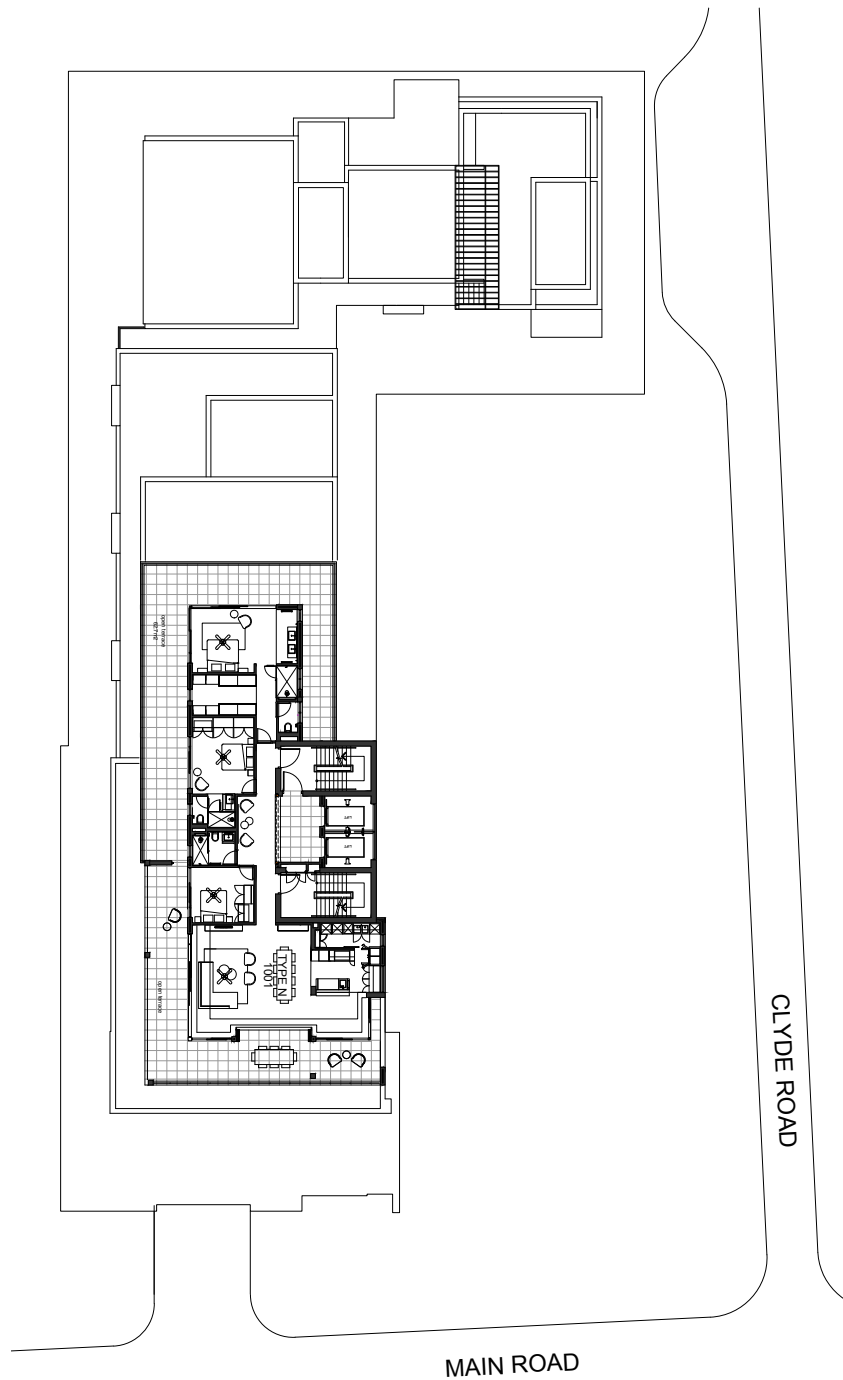 open terrace
LIFT
LIFT
TYPE N
1001
open terrace
CLYDE ROAD
MAIN ROAD